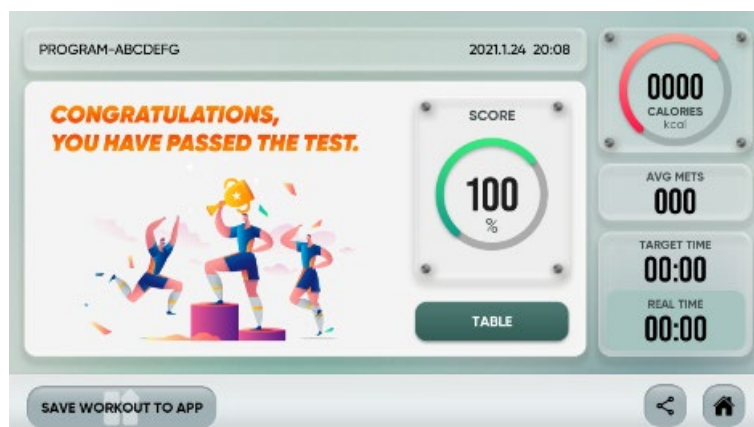 PROGRAM-ABCDEFG
2021.1.24 20:08
CONGRATULATIONS,
YOU HAVE PASSED THE TEST.
SCORE
100
%
TABLE
0000
CALORIES
kcal
AVG METS
000
TARGET TIME
00:00
REAL TIME
00:00
SAVE WORKOUT TO APP